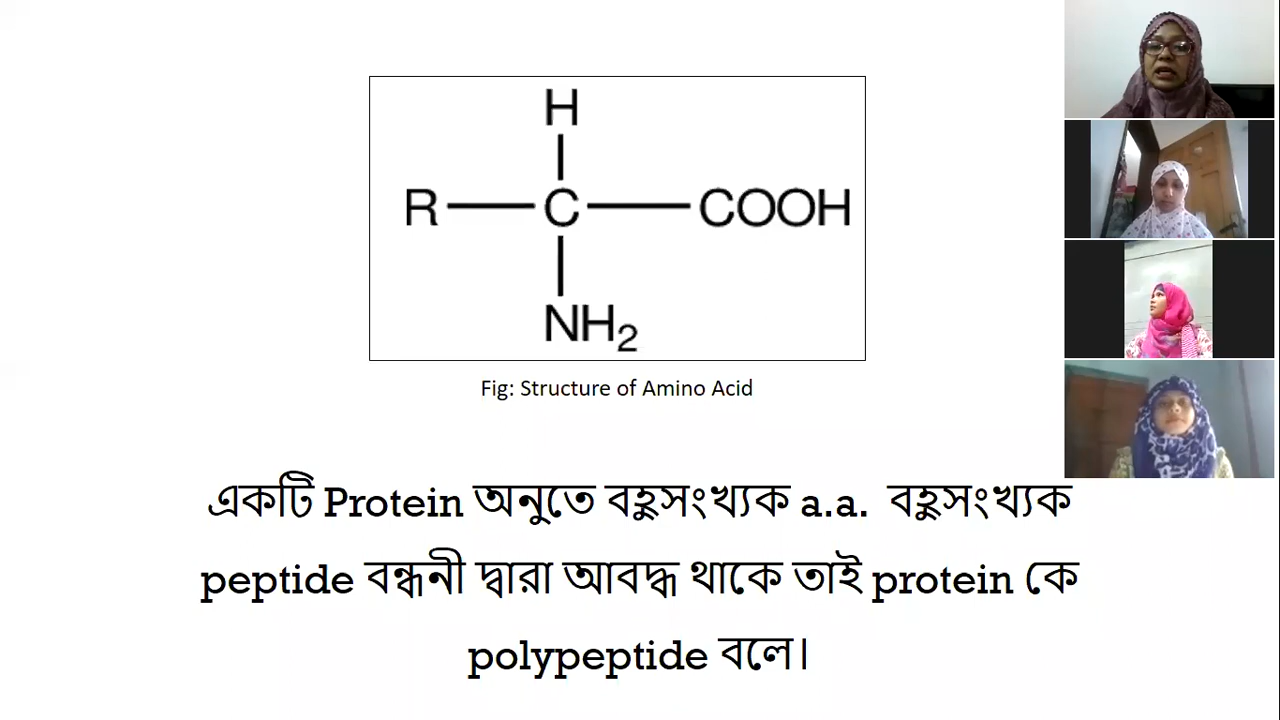 H
R C COOH
NH₂
Fig: Structure of Amino Acid
একটি Protein অনুতে বহুসংখ্যক a.a. বহুসংখ্যক
peptide বন্ধনী দ্বারা আবদ্ধ থাকে তাই protein কে
polypeptide বলে।